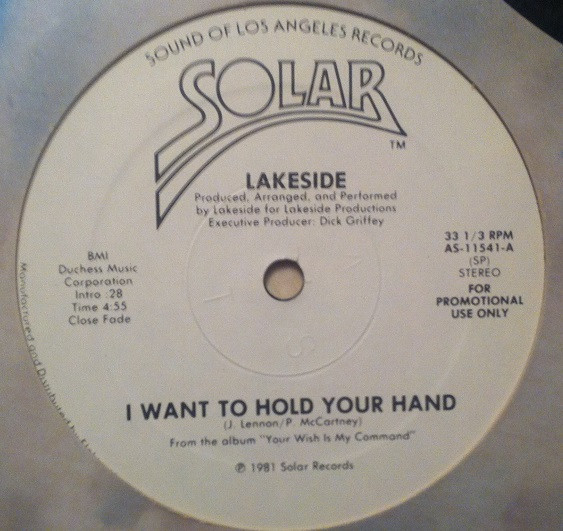 SOUND OF LOS ANGELES RECORDS
SOLAR
TM
LAKESIDE
Produced, Arranged, and Performed
by Lakeside for Lakeside Productions
Executive Producer: Dick Griffey
BMI
Duchess Music
Corporation
Intro :28
Time 4:55
Close Fade
33 1/3 RPM
AS-11541-A
(SP)
STEREO
FOR
PROMOTIONAL
USE ONLY
Manufactured and Distributed by
I WANT TO HOLD YOUR HAND
(J. Lennon/P. McCartney)
From the album "Your Wish Is My Command"
℗ 1981 Solar Records